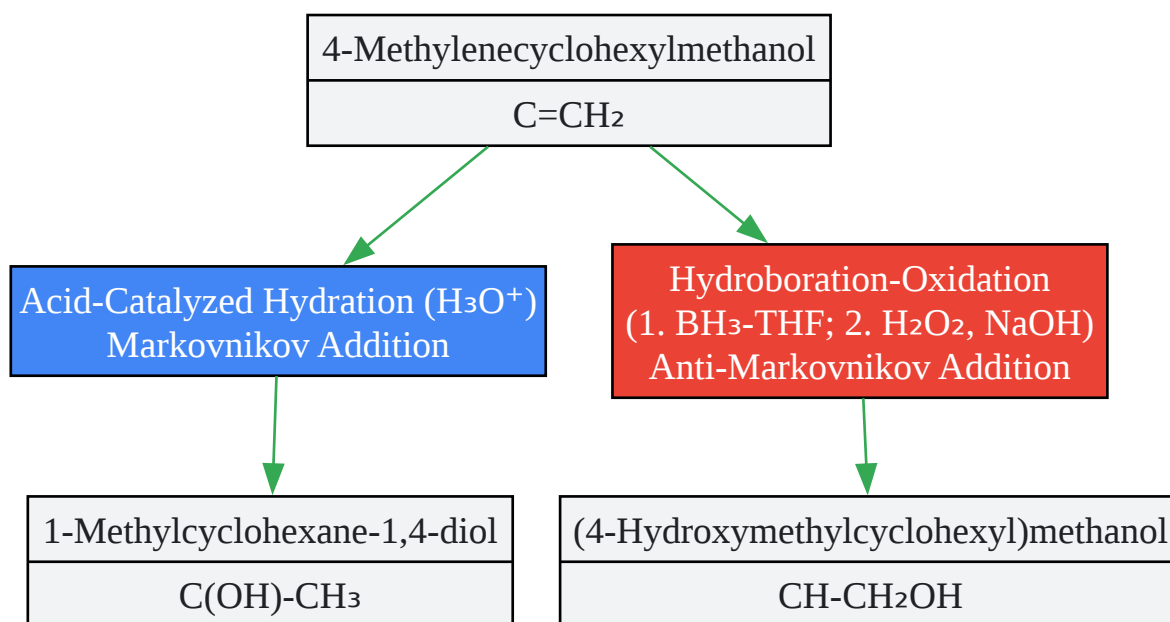 4-Methylenecyclohexylmethanol
C=CH₂
Acid-Catalyzed Hydration (H₃O⁺)
Markovnikov Addition
Hydroboration-Oxidation
(1. BH₃-THF; 2. H₂O₂, NaOH)
Anti-Markovnikov Addition
1-Methylcyclohexane-1,4-diol
C(OH)-CH₃
(4-Hydroxymethylcyclohexyl)methanol
CH-CH₂OH